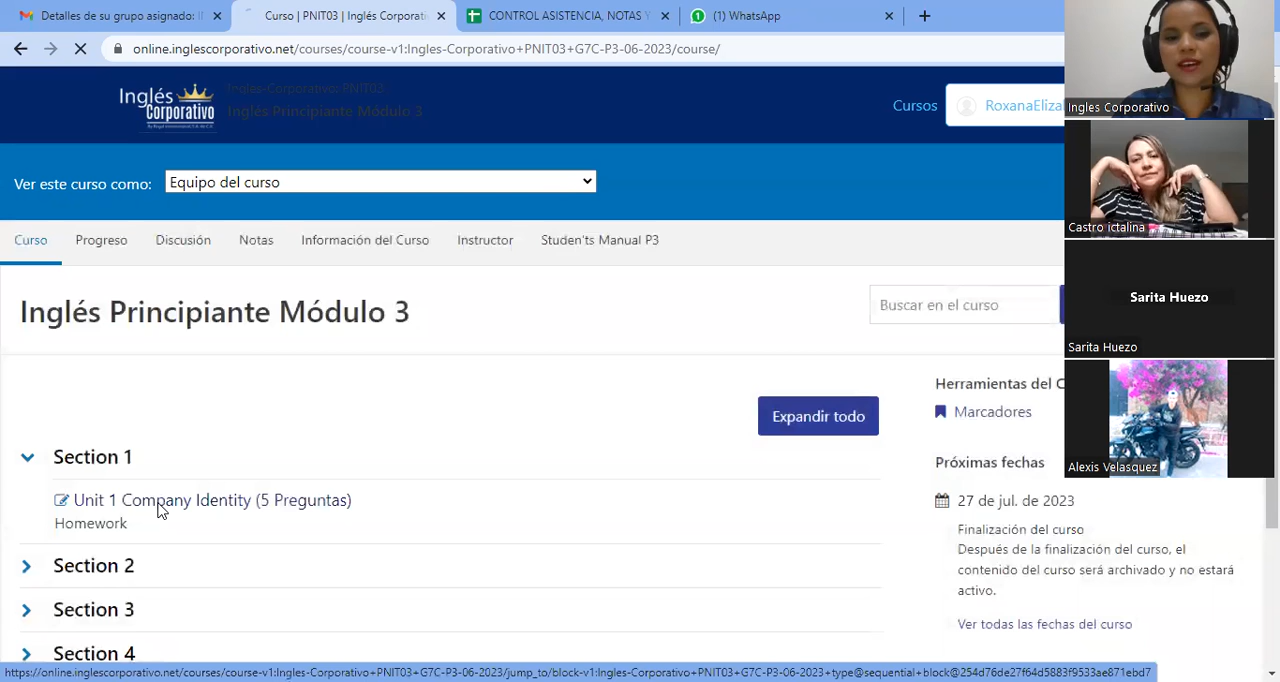 Detalles de su grupo asignado: I
Curso | PNIT03 | Inglés Corporati
CONTROL ASISTENCIA, NOTAS Y
(1) WhatsApp
online.inglescorporativo.net/courses/course-v1:Ingles-Corporativo+PNIT03+G7C-P3-06-2023/course/
Inglés Corporativo
Ingles-Corporativo: PNIT03
Inglés Principiante Módulo 3
Cursos
RoxanaEliza
Ver este curso como:
Equipo del curso
Curso
Progreso
Discusión
Notas
Información del Curso
Instructor
Studen'ts Manual P3
Inglés Principiante Módulo 3
Buscar en el curso
Expandir todo
Section 1
Unit 1 Company Identity (5 Preguntas)
Homework
Section 2
Section 3
Section 4
Herramientas del C
Marcadores
Próximas fechas
27 de jul. de 2023
Finalización del curso
Después de la finalización del curso, el
contenido del curso será archivado y no estará
activo.
Ver todas las fechas del curso
Ingles Corporativo
Castro ictalina
Sarita Huezo
Sarita Huezo
Alexis Velasquez
https://online.inglescorporativo.net/courses/course-v1:Ingles-Corporativo+PNIT03+G7C-P3-06-2023/jump_to/block-v1:Ingles-Corporativo+PNIT03+G7C-P3-06-2023+type@sequential+block@254d76de27f64d5883f9533ae871ebd7